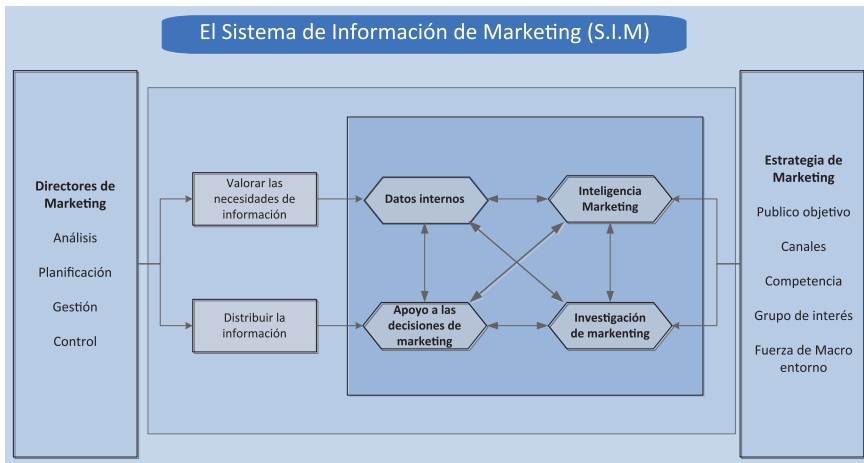 El Sistema de Información de Marketing (S.I.M)
Directores de
Marketing
Análisis
Planificación
Gestión
Control
Valorar las
necesidades de
información
Distribuir la
información
Datos internos
Inteligencia
Marketing
Apoyo a las
decisiones de
marketing
Investigación
de markenting
Estrategia de
Marketing
Publico objetivo
Canales
Competencia
Grupo de interés
Fuerza de Macro
entorno